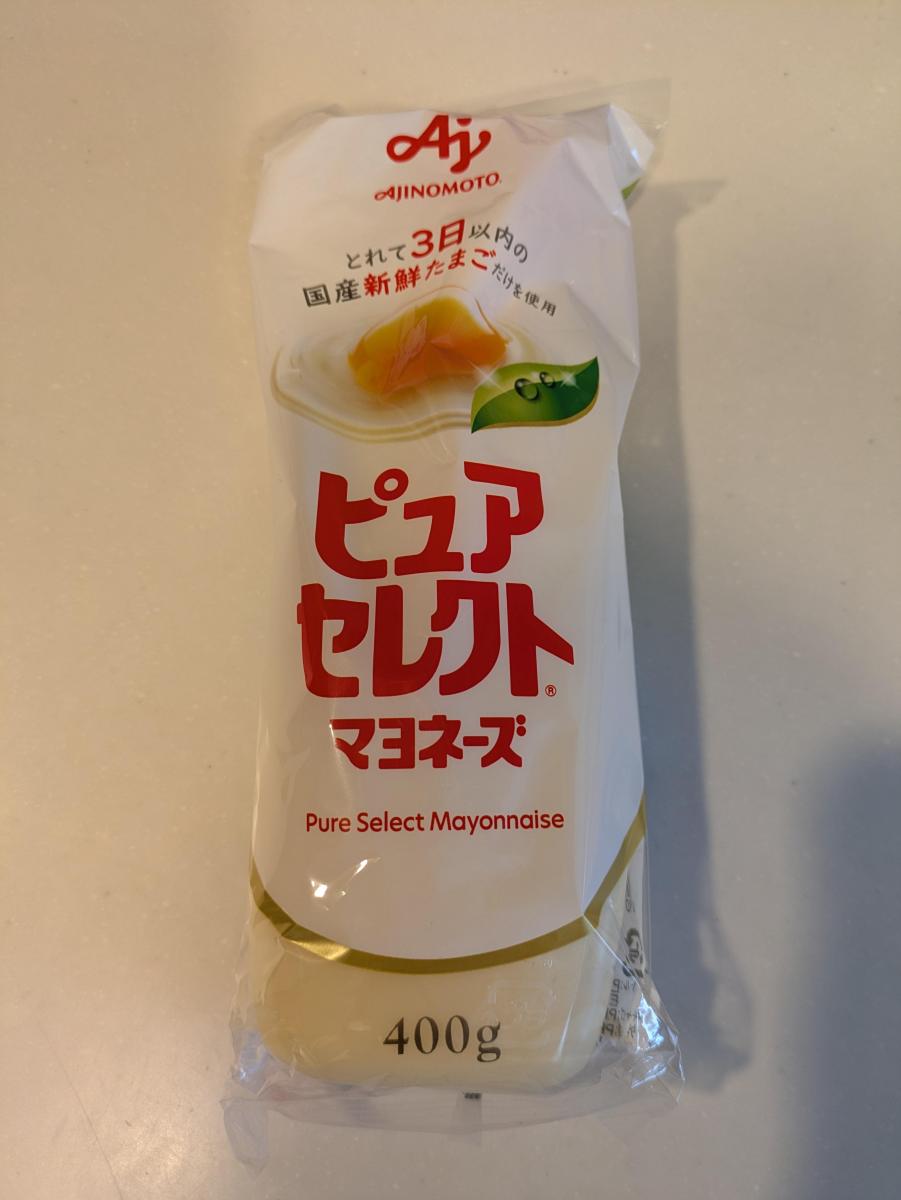 Aj
AJINOMOTO
とれて3日以内の
国産新鮮たまごだけを使用
ピュア
セレクト®
マヨネーズ
Pure Select Mayonnaise
400g